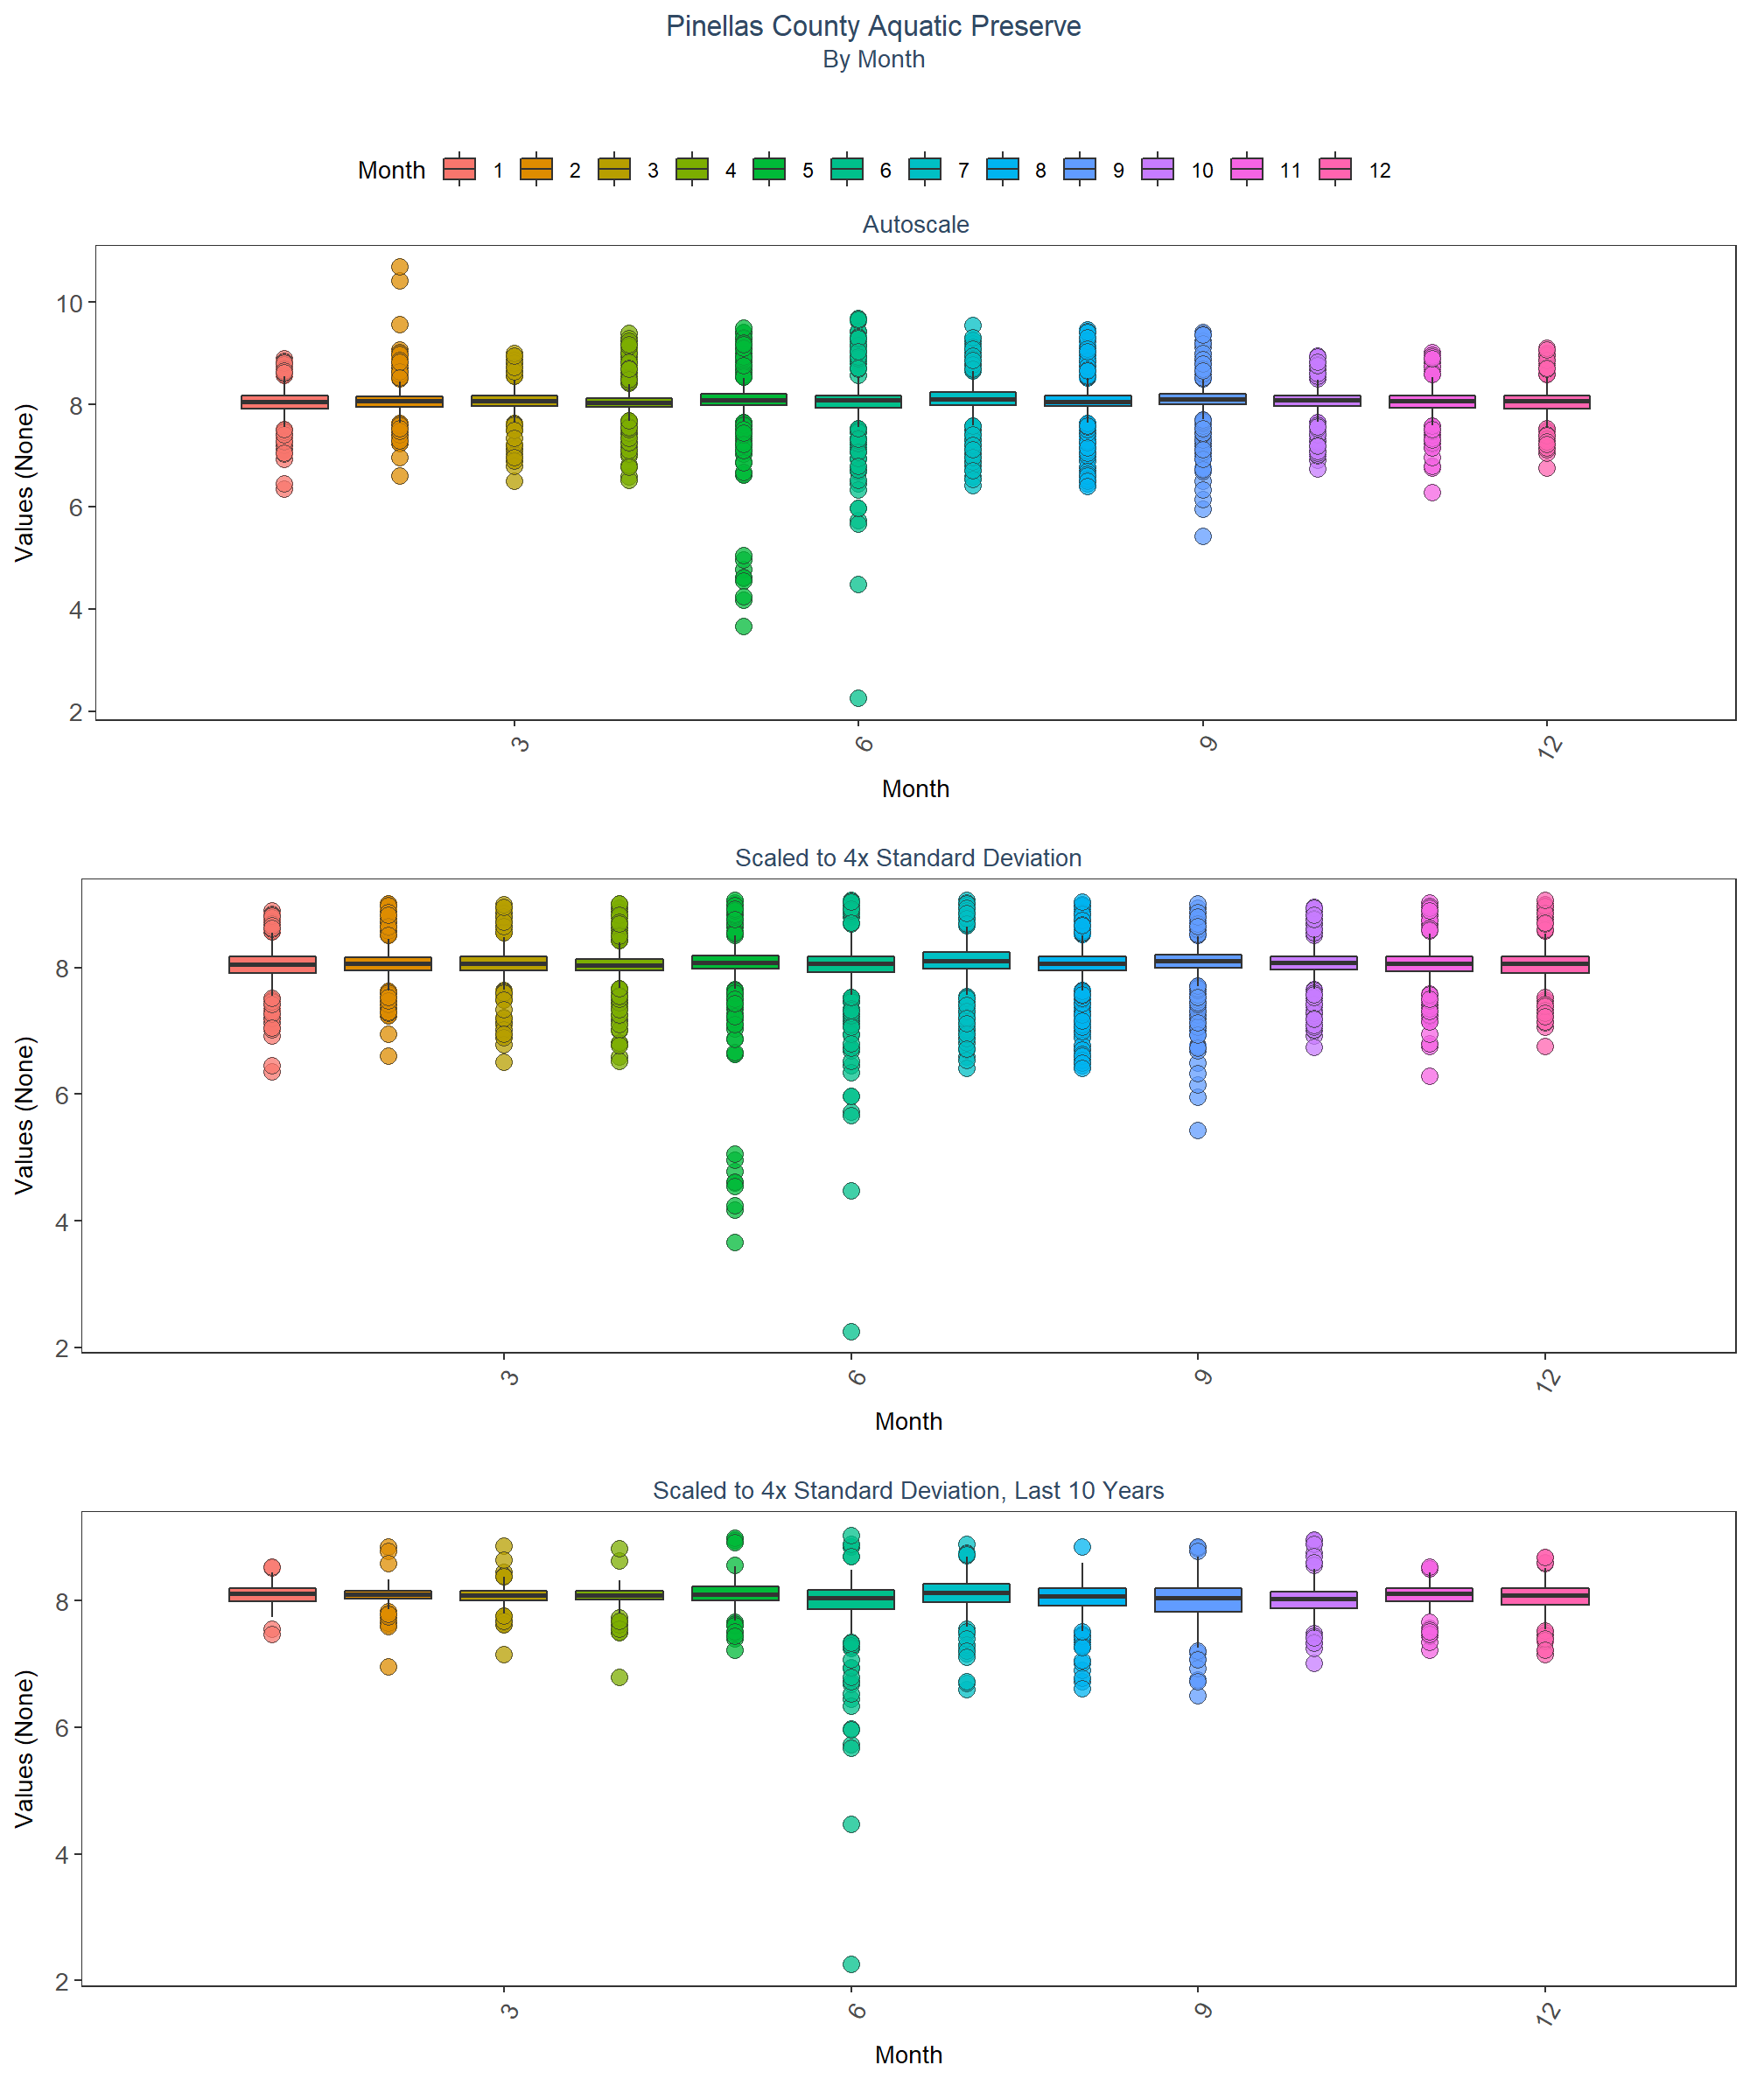 Pinellas County Aquatic Preserve
By Month
Month 1 2 3 4 5 6 7 8 9 10 11 12
Autoscale
Values (None)
10
8
6
4
2
3 6 9 12
Month
Scaled to 4x Standard Deviation
Values (None)
8
6
4
2
3 6 9 12
Month
Scaled to 4x Standard Deviation, Last 10 Years
Values (None)
8
6
4
2
3 6 9 12
Month